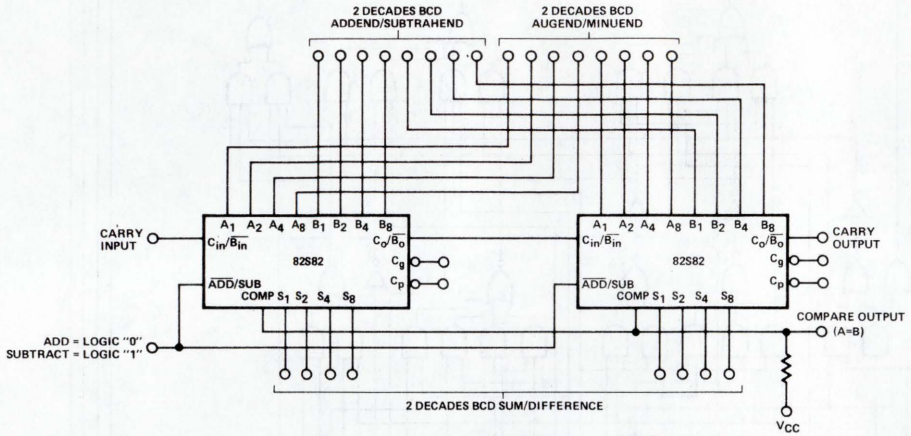 2 DECADES BCD
ADDEND/SUBTRAHEND
2 DECADES BCD
AUGEND/MINUEND
A1 A2 A4 A8 B1 B2 B4 B8
A1 A2 A4 A8 B1 B2 B4 B8
CARRY
INPUT
Cin/Bin
Co/Bo
Cin/Bin
Co/Bo
CARRY
OUTPUT
82S82
Cg
82S82
Cg
Cp
Cp
ADD/SUB
ADD/SUB
COMP S1 S2 S4 S8
COMP S1 S2 S4 S8
COMPARE OUTPUT
(A=B)
ADD = LOGIC "0"
SUBTRACT = LOGIC "1"
2 DECADES BCD SUM/DIFFERENCE
VCC